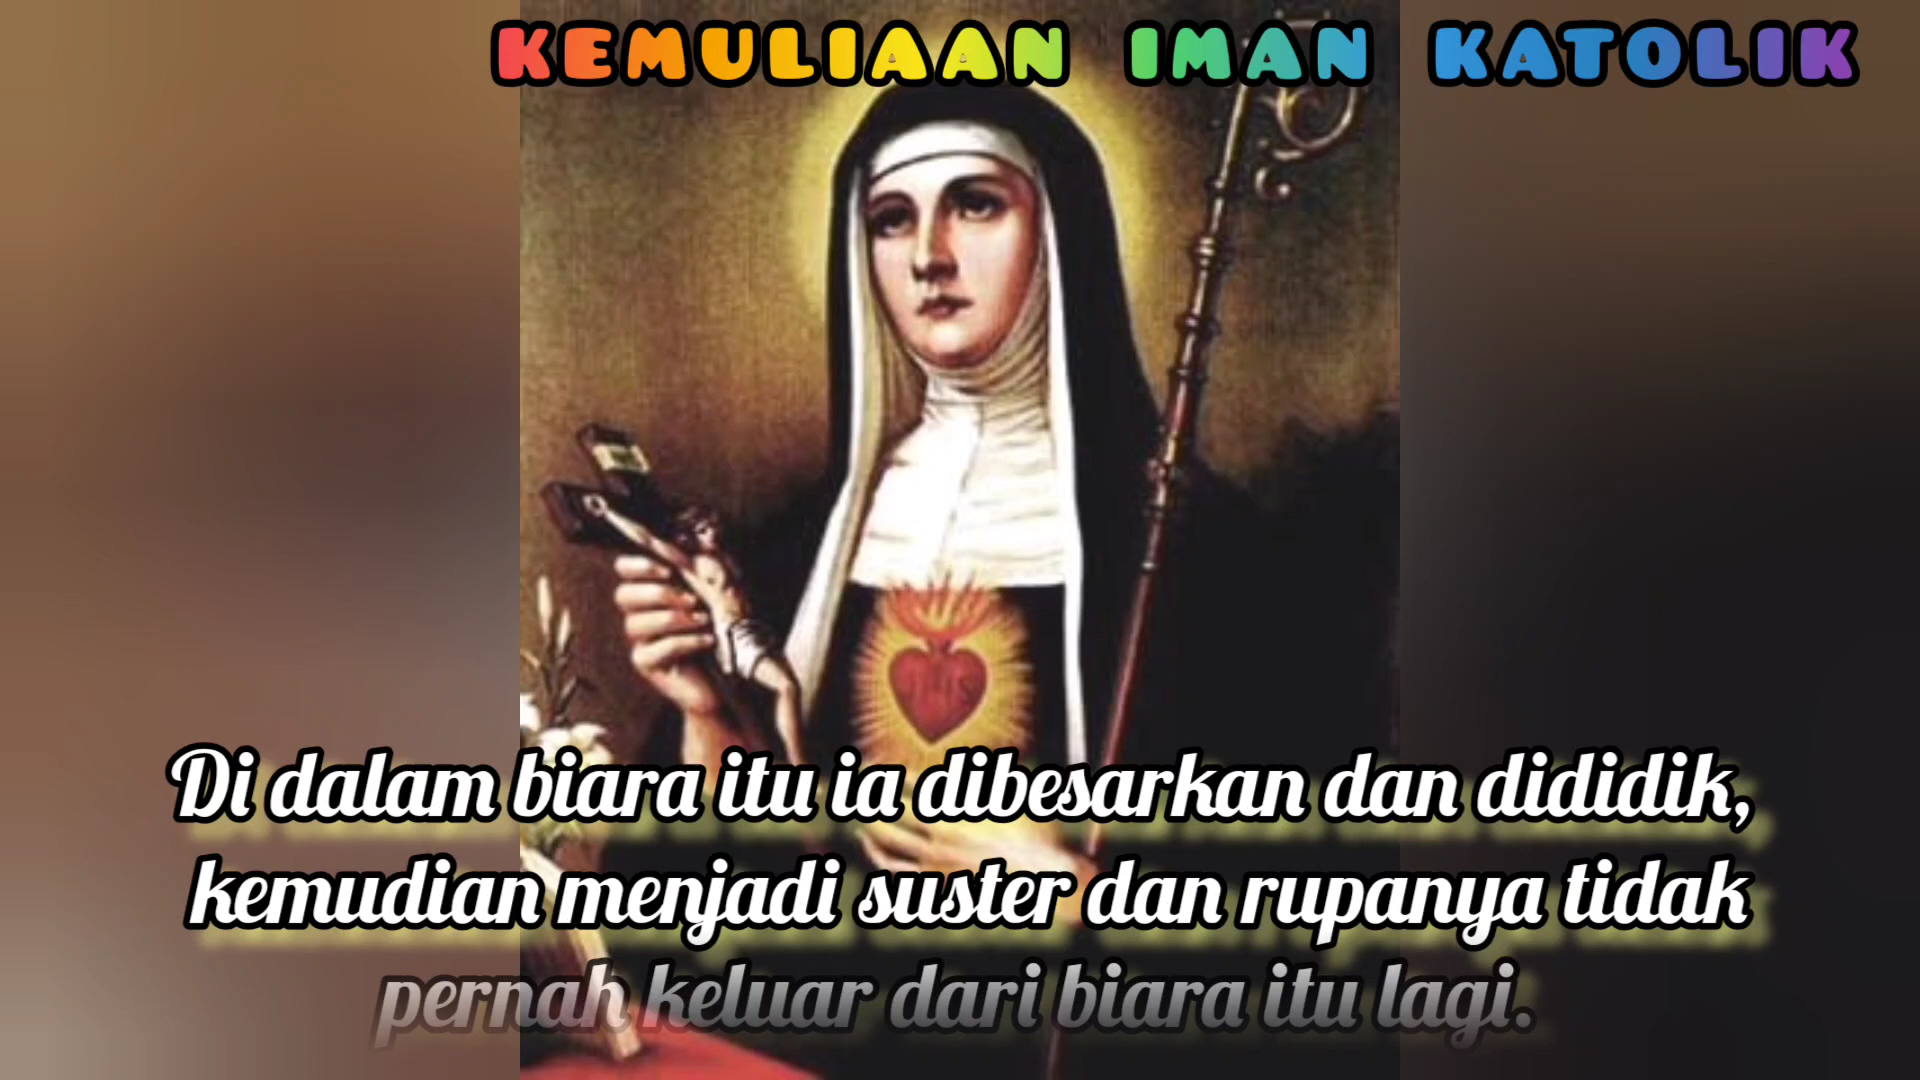 KEMULIAAN IMAN KATOLIK
Di dalam biara itu ia dibesarkan dan dididik,
kemudian menjadi suster dan rupanya tidak
pernah keluar dari biara itu lagi.